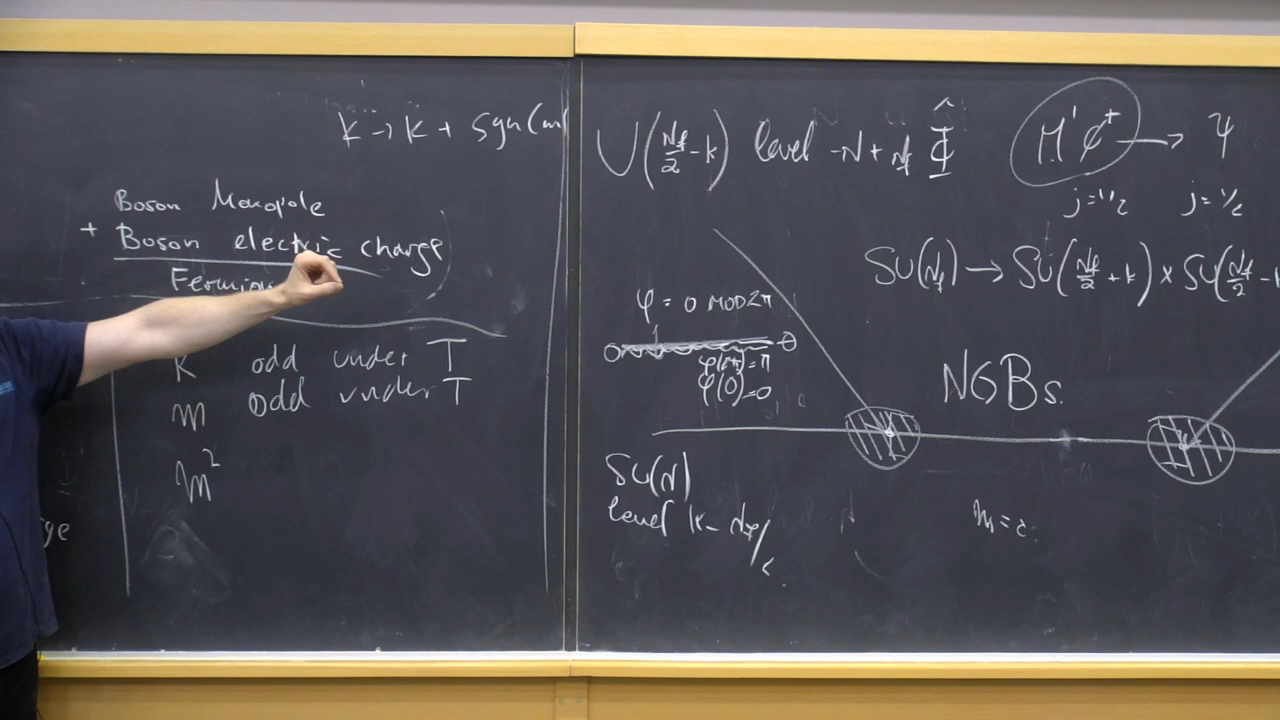 k → k + sgn(m
Boson Monopole
+ Boson electric charge
Fermion
k odd under T
m odd under T
m²
ge
U(Nf/2 - k) level -N + Nf Φ̂
M'φ† → Ψ
j=1/2 j=1/2
SU(Nf) → SU(Nf/2 + k) × SU(Nf/2 - k
φ = 0 MOD 2π
φ(0)=0
NGBs.
SU(N)
level k - Nf/2